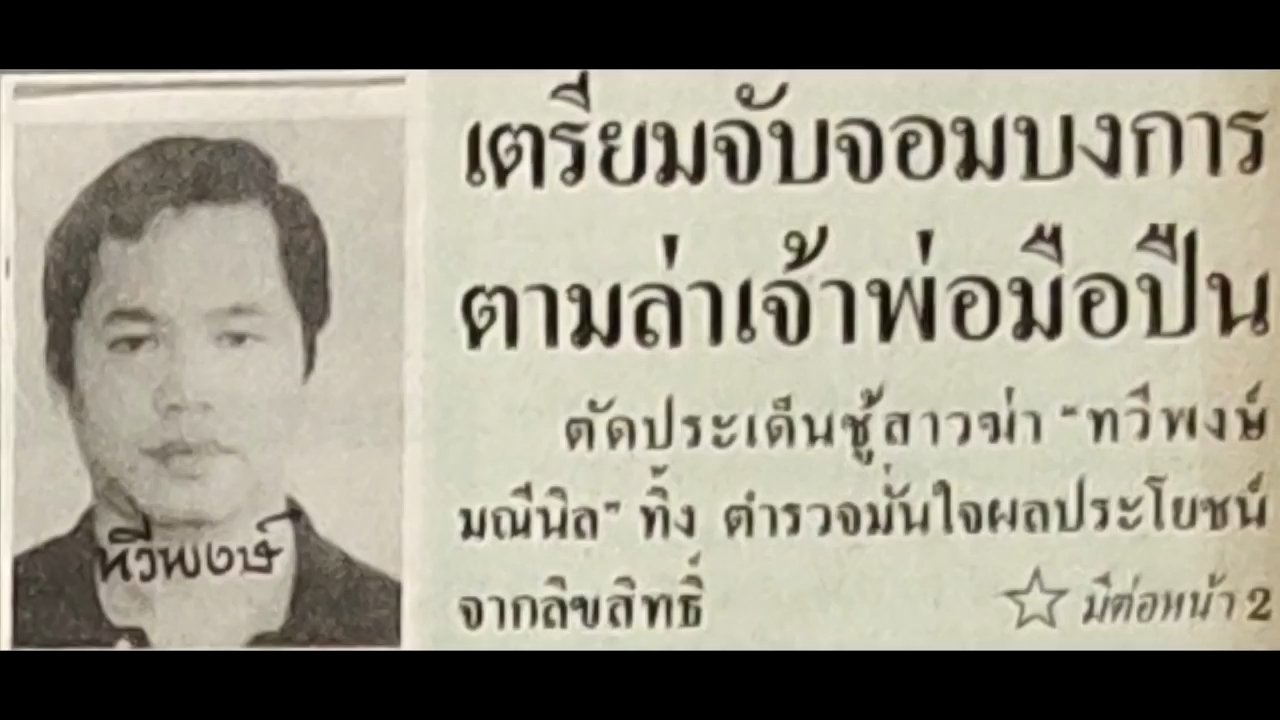 เตรียมจับจอมบงการ
ตามล่าเจ้าพ่อมือปืน
ตัดประเด็นชู้สาวฆ่า "ทวีพงษ์
มณีนิล" ทิ้ง ตำรวจมั่นใจผลประโยชน์
จากลิขสิทธิ์
☆ มีต่อหน้า 2
ทวีพงษ์